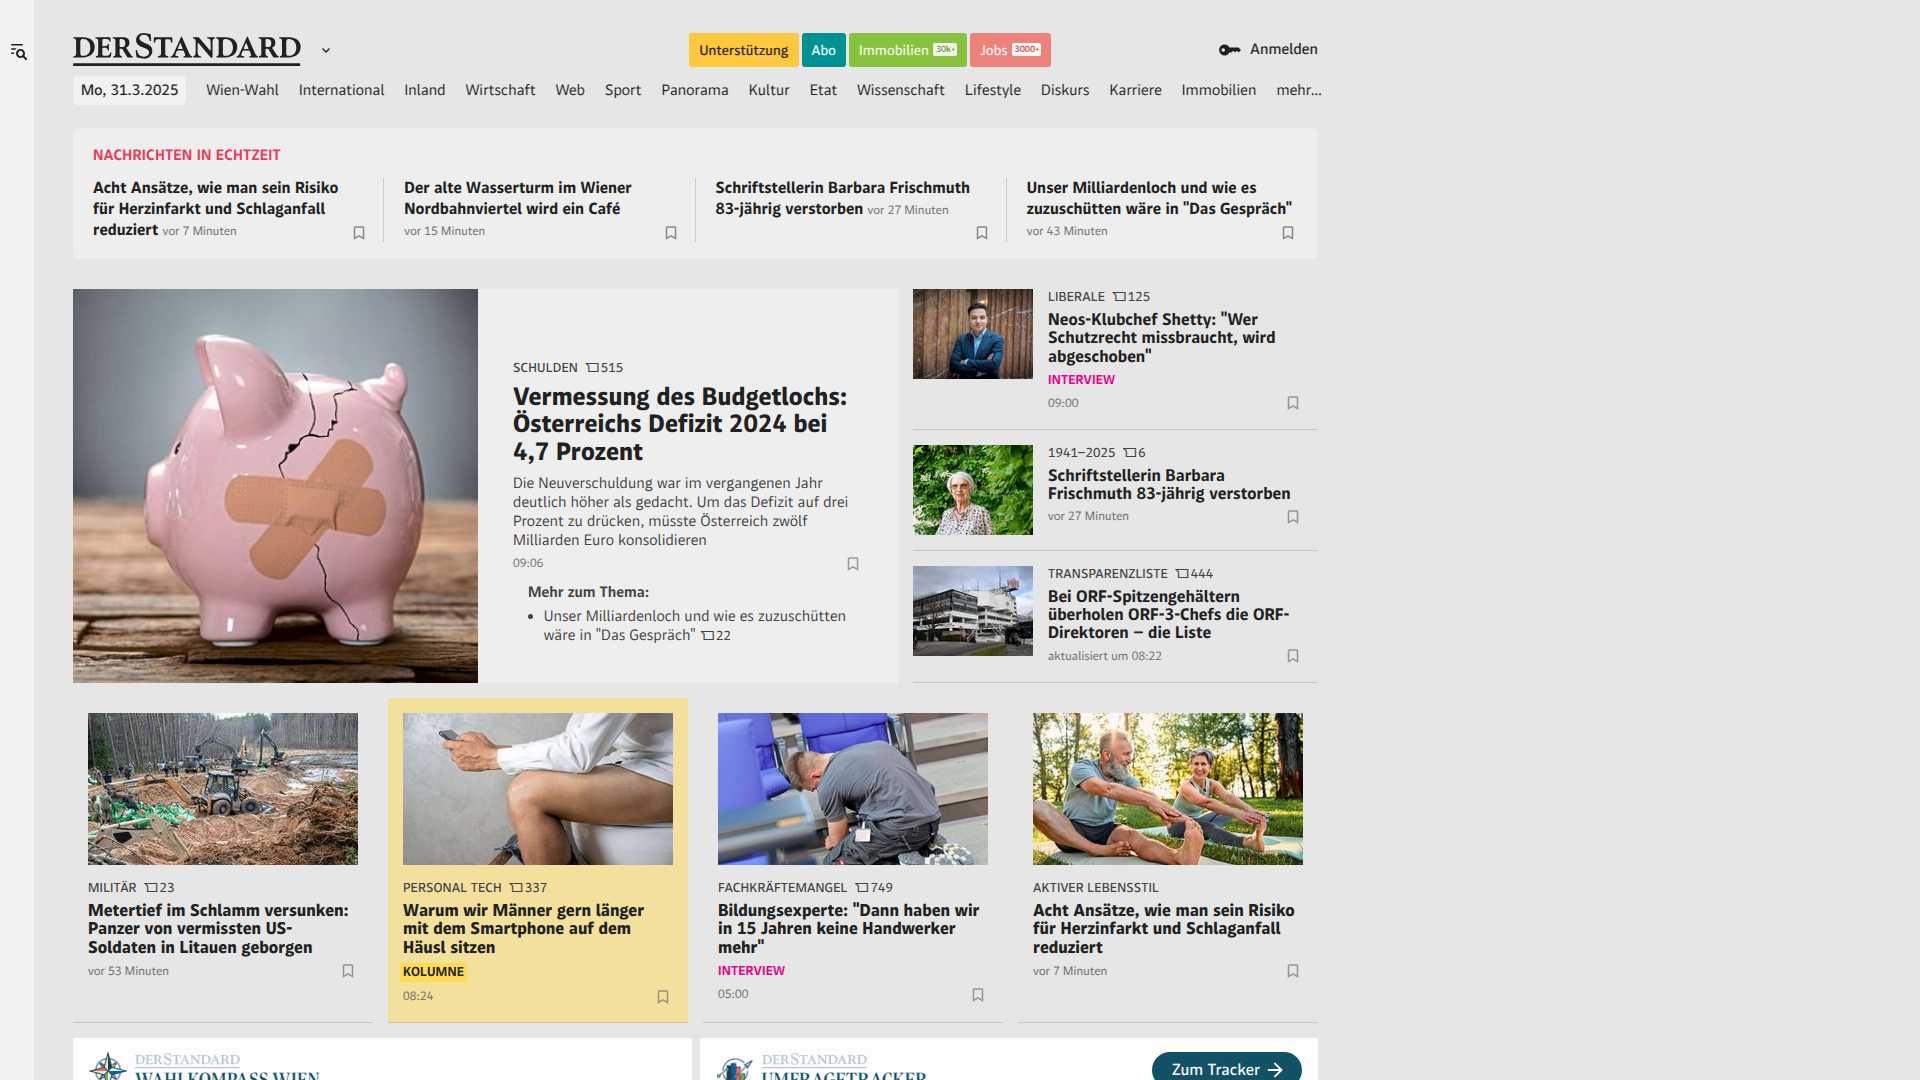 DERSTANDARD
Unterstützung
Abo
Immobilien 30k+
Jobs 3000+
Anmelden
Mo, 31.3.2025
Wien-Wahl
International
Inland
Wirtschaft
Web
Sport
Panorama
Kultur
Etat
Wissenschaft
Lifestyle
Diskurs
Karriere
Immobilien
mehr...
NACHRICHTEN IN ECHTZEIT
Acht Ansätze, wie man sein Risiko
für Herzinfarkt und Schlaganfall
reduziert vor 7 Minuten
Der alte Wasserturm im Wiener
Nordbahnviertel wird ein Café
vor 15 Minuten
Schriftstellerin Barbara Frischmuth
83-jährig verstorben vor 27 Minuten
Unser Milliardenloch und wie es
zuzuschütten wäre in "Das Gespräch"
vor 43 Minuten
SCHULDEN 515
Vermessung des Budgetlochs:
Österreichs Defizit 2024 bei
4,7 Prozent
Die Neuverschuldung war im vergangenen Jahr
deutlich höher als gedacht. Um das Defizit auf drei
Prozent zu drücken, müsste Österreich zwölf
Milliarden Euro konsolidieren
09:06
Mehr zum Thema:
• Unser Milliardenloch und wie es zuzuschütten
wäre in "Das Gespräch" 22
LIBERALE 125
Neos-Klubchef Shetty: "Wer
Schutzrecht missbraucht, wird
abgeschoben"
INTERVIEW
09:00
1941–2025 6
Schriftstellerin Barbara
Frischmuth 83-jährig verstorben
vor 27 Minuten
TRANSPARENZLISTE 444
Bei ORF-Spitzengehältern
überholen ORF-3-Chefs die ORF-
Direktoren – die Liste
aktualisiert um 08:22
MILITÄR 23
Metertief im Schlamm versunken:
Panzer von vermissten US-
Soldaten in Litauen geborgen
vor 53 Minuten
PERSONAL TECH 337
Warum wir Männer gern länger
mit dem Smartphone auf dem
Häusl sitzen
KOLUMNE
08:24
FACHKRÄFTEMANGEL 749
Bildungsexperte: "Dann haben wir
in 15 Jahren keine Handwerker
mehr"
INTERVIEW
05:00
AKTIVER LEBENSSTIL
Acht Ansätze, wie man sein Risiko
für Herzinfarkt und Schlaganfall
reduziert
vor 7 Minuten
DERSTANDARD
WAHLKOMPASS WIEN
DERSTANDARD
UMFRAGETRACKER
Zum Tracker